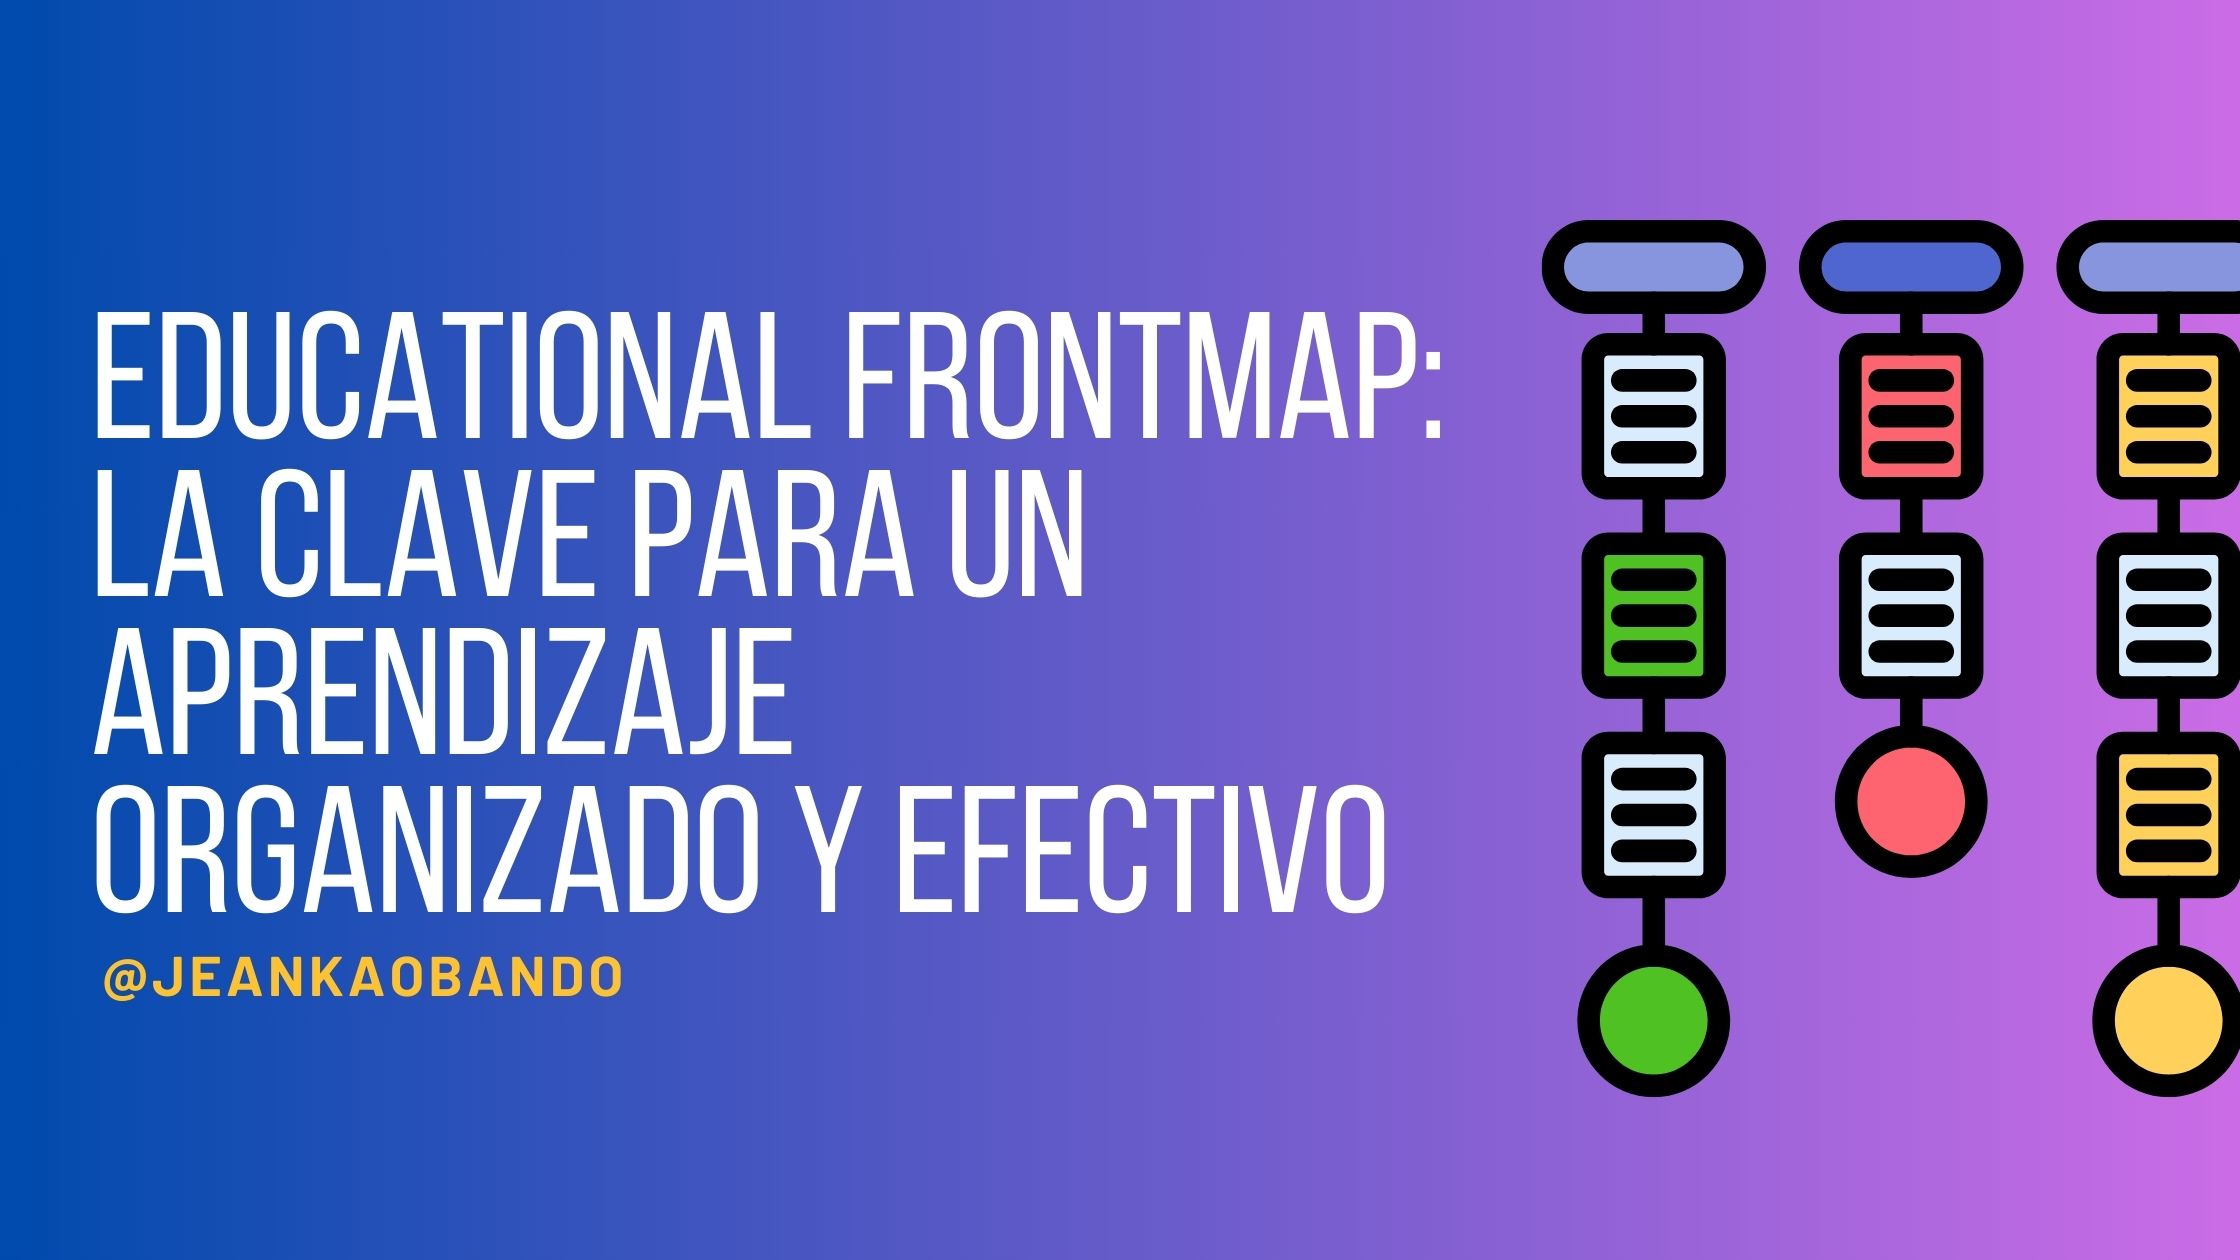 EDUCATIONAL FRONTMAP:
LA CLAVE PARA UN
APRENDIZAJE
ORGANIZADO Y EFECTIVO
@JEANKAOBANDO